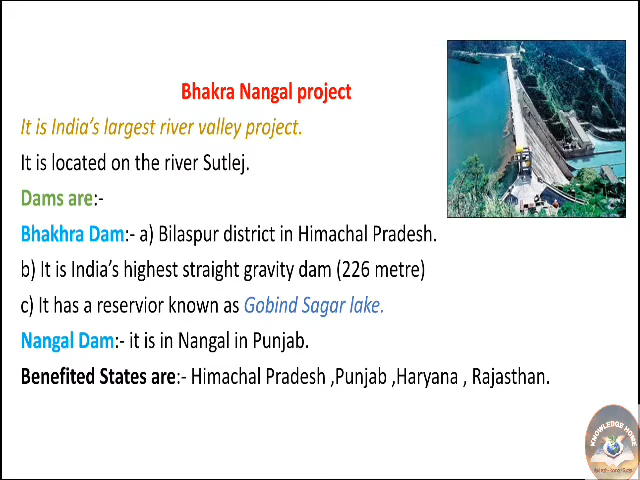 Bhakra Nangal project
It is India's largest river valley project.
It is located on the river Sutlej.
Dams are:-
Bhakhra Dam:- a) Bilaspur district in Himachal Pradesh.
b) It is India's highest straight gravity dam (226 metre)
c) It has a reservior known as Gobind Sagar lake.
Nangal Dam:- it is in Nangal in Punjab.
Benefited States are:- Himachal Pradesh ,Punjab ,Haryana , Rajasthan.
KNOWLEDGE HOME